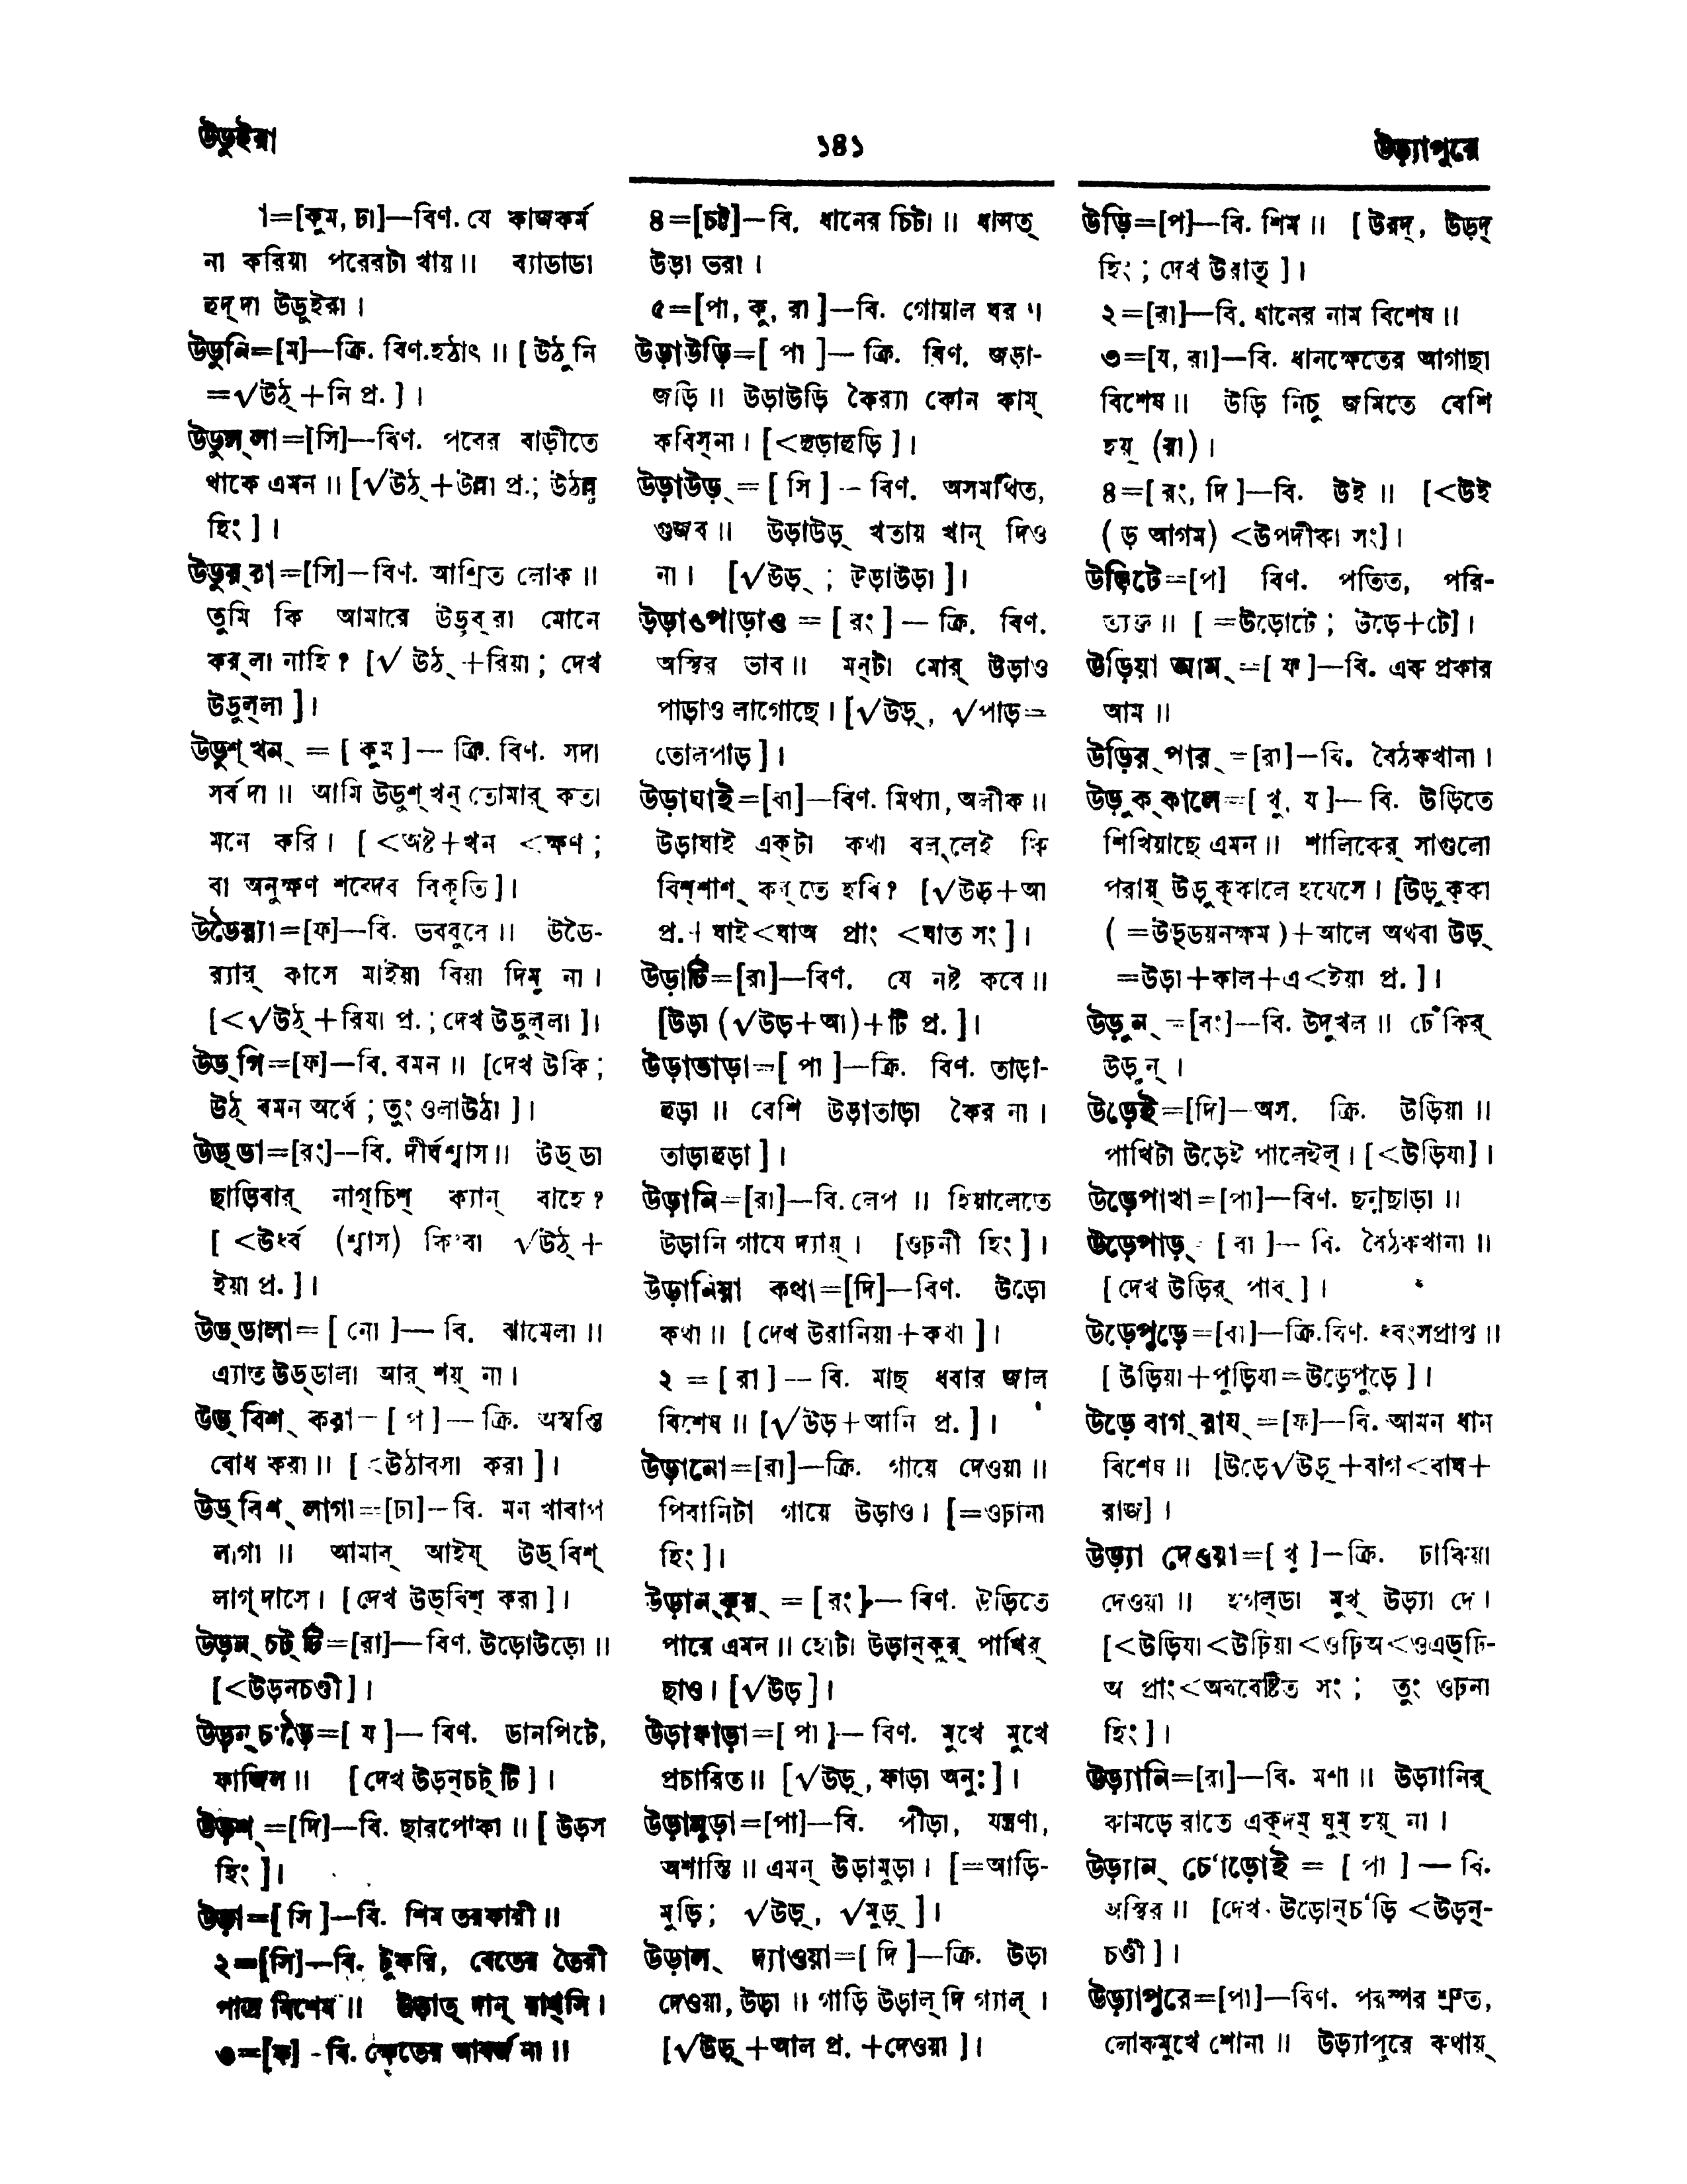 উড়ুইরা
১৪১
উড়্যাপুরে
১=[কুম, ঢা]—বিণ. যে কাজকর্ম
না করিয়া পরেরটা খায়॥ ব্যাডাডা
হদ্‌দা উড়ুইরা।
উডুনি=[ম]—ক্রি. বিণ.হঠাৎ॥ [উঠুনি
=√উঠ্+নি প্র.]।
উডুল্‌লা=[সি]—বিণ. পরের বাড়ীতে
থাকে এমন॥ [√উঠ্+উল্লা প্র.; উঠল্লু
হিং]।
উডুর্‌রা=[সি]—বিণ. আশ্রিত লোক॥
তুমি কি আমারে উডুর্‌রা মোনে
কর্‌লা নাহি? [√উঠ্+রিয়া; দেখ
উডুল্‌লা]।
উডুশ্‌খন্ = [কুম]— ক্রি. বিণ. সদা
সর্বদা॥ আমি উডুশ্‌খন্ তোমার্ কতা
মনে করি। [<অষ্ট+খন <ক্ষণ;
বা অনুক্ষণ শব্দের বিকৃতি]।
উডৈর‍্যা=[ফ]—বি. ভবঘুরে॥ উডৈ-
র‍্যার্ কাসে মাইয়া বিয়া দিমু না।
[<√উঠ্+রিয়া প্র.; দেখ উডুল্‌লা]।
উড্‌গি=[ফ]—বি. বমন॥ [দেখ উকি;
উঠ্ বমন অর্থে; তুং ওলাউঠা]।
উড্‌ডা=[রং]—বি. দীর্ঘশ্বাস॥ উড্‌ডা
ছাড়িবার্ নাগ্‌চিশ্ ক্যান্ বাহে?
[<উর্ধ্ব (শ্বাস) কিংবা √উঠ্+
ইয়া প্র.]।
উড্‌ডালা=[নো]— বি. ঝামেলা॥
এ্যাত উড্‌ডালা আর্ শয়্ না।
উড়্‌বিশ্ করা=[প]— ক্রি. অস্বস্তি
বোধ করা॥ [<উঠাবসা করা]।
উড়্‌বিশ্ লাগা=[ঢা]—বি. মন খারাপ
লাগা॥ আমার্ আইয্ উড়্‌বিশ্
লাগ্‌দাসে। [দেখ উড়্‌বিশ্ করা]।
উড়ন্‌চট্‌টি=[রা]—বিণ. উড়োউড়ো॥
[<উড়নচণ্ডী]।
উড়ন্‌চ'ড়ৈ=[য]— বিণ. ডানপিটে,
ফাজিল॥ [দেখ উড়ন্‌চট্‌টি]।
উড়শ্=[দি]—বি. ছারপোকা॥ [উড়স
হিং]।
উড়া=[সি]—বি. শিম তরকারী॥
২=[সি]—বি. টুকরি, বেতের তৈরী
পাত্র বিশেষ॥ উড়াত্ দান্ রাখ্‌সি।
৩=[ফ]-বি. ক্ষেতের আবর্জনা॥
৪=[চট্ট]—বি. ধানের চিটা॥ ধানত্
উড়া ভরা।
৫=[পা, কু, রা]—বি. গোয়াল ঘর॥
উড়াউড়ি=[পা]— ক্রি. বিণ. জড়া-
জড়ি॥ উড়াউড়ি কৈর‍্যা কোন কাম্
কবিস্‌না। [<হুড়াহুড়ি]।
উড়াউড়্=[সি]-- বিণ. অসমর্থিত,
গুজব॥ উড়াউড়্ খতায় খান্ দিও
না। [√উড়্; উড়াউড়া]।
উড়াওপাড়াও = [রং] — ক্রি. বিণ.
অস্থির ভাব॥ মন্‌টা মোর্ উড়াও
পাড়াও লাগোছে। [√উড়্, √পাড়=
তোলপাড়]।
উড়াঘাই=[বা]—বিণ. মিথ্যা, অলীক॥
উড়াঘাই একটা কথা বল্‌লেই কি
বিশ্‌শাশ্ কর্‌তে হবি? [√উড়+আ
প্র.+ঘাই<ঘাঅ প্রাং <ঘাত সং]।
উড়াটি=[রা]—বিণ. যে নষ্ট কবে॥
[উড়া (√উড়+আ)+টি প্র.]।
উড়াতাড়া=[পা]—ক্রি. বিণ. তাড়া-
হুড়া॥ বেশি উড়াতাড়া কৈর না।
তাড়াহুড়া]।
উড়ানি=[রা]—বি. লেপ॥ হিয়ালেতে
উড়ানি গাযে দ্যায়্। [ওঢ়নী হিং]।
উড়ানিয়া কথা=[দি]—বিণ. উড়ো
কথা॥ [দেখ উরানিয়া+কথা]।
২ = [রা]— বি. মাছ ধবার জাল
বিশেষ॥ [√উড়+আনি প্র.]।
উড়ানো=[রা]—ক্রি. গায়ে দেওয়া॥
পিবানিটা গায়ে উড়াও। [=ওঢ়ানা
হিং]।
উড়ান্‌কুর্ = [রং]— বিণ. উড়িতে
পারে এমন॥ হোটা উড়ান্‌কুর্ পাখির্
ছাও। [√উড়]।
উড়াফাড়া=[পা]— বিণ. মুখে মুখে
প্রচারিত॥ [√উড়্, ফাড়া অনুঃ]।
উড়ামুড়া=[পা]—বি. পীড়া, যন্ত্রণা,
অশান্তি॥ এমন্ উড়ামুড়া। [=আড়ি-
মুড়ি; √উড়্, √মুড়্]।
উড়াল্ দ্যাওয়া=[দি]—ক্রি. উড়া
দেওয়া, উড়া॥ গাড়ি উড়াল্ দি গ্যাল্।
[√উড়্+আল প্র. +দেওয়া]।
উড়ি=[প]—বি. শিম॥ [উরদ্, উড়দ্
হিং; দেখ উরাত্]।
২=[রা]—বি. ধানের নাম বিশেষ॥
৩=[য, রা]—বি. ধানক্ষেতের আগাছা
বিশেষ॥ উড়ি নিচু জমিতে বেশি
হয়্ (রা)।
৪=[রং, দি]—বি. উই॥ [<উই
(ড় আগম) <উপদীকা সং]।
উড়িটে=[প] বিণ. পতিত, পরি-
ত্যক্ত॥ [=উড়োটে; উড়ে+টে]।
উড়িয়া আম্=[ফ]—বি. এক প্রকার
আম॥
উড়ির্ পার্=[রা]—বি. বৈঠকখানা।
উড়ুক্‌কালে=[খু, য]— বি. উড়িতে
শিখিয়াছে এমন॥ শালিকের্ সাগুলো
পরায়্ উড়ুক্‌কালে হয়েসে। [উড়ুক্‌কা
(=উড্ডয়নক্ষম)+আলে অথবা উড়্
=উড়া+কাল+এ<ইয়া প্র.]।
উড়ুন্=[রং]—বি. উদুখল॥ ঢেঁকির্
উড়ুন্।
উড়েই=[দি]—অস. ক্রি. উড়িয়া॥
পাখিটা উড়েই পালেইল্। [<উড়িযা]।
উড়েপাখা=[পা]—বিণ. ছন্নছাড়া॥
উড়েপাড়্=[রা]— বি. বৈঠকখানা॥
[দেখ উড়ির্ পাব্]।
উড়েপুড়ে=[বা]—ক্রি.বিণ. ধ্বংসপ্রাপ্ত॥
[উড়িয়া+পুড়িযা=উড়েপুড়ে]।
উড়ে বাগ্‌রায=[ফ]—বি. আমন ধান
বিশেষ॥ [উড়ে√উড়্+বাগ<বাঘ+
রাজ]।
উড়্যা দেওয়া=[খু]—ক্রি. ঢাকিয়া
দেওয়া॥ মুখ্ উড়্যা দে।
[<উড়িযা<উঢ়িয়া<ওঢ়িঅ<ওএড্‌ঢি-
অ প্রাং<অববেষ্টিত সং; তুং ওঢ়না
হিং]।
উড়্যানি=[রা]—বি. মশা॥ উড়্যানির্
কামড়ে রাতে এক্‌দম্ ঘুম্ হয়্ না।
উড়্যান্ চোঁড়োই = [পা] — বি.
অস্থির॥ [দেখ উড়োন্‌চ'ড়ি <উড়ন্-
চণ্ডী]।
উড়্যাপুরে=[পা]—বিণ. পরস্পর শ্রুত,
লোকমুখে শোনা॥ উড়্যাপুরে কথায়্